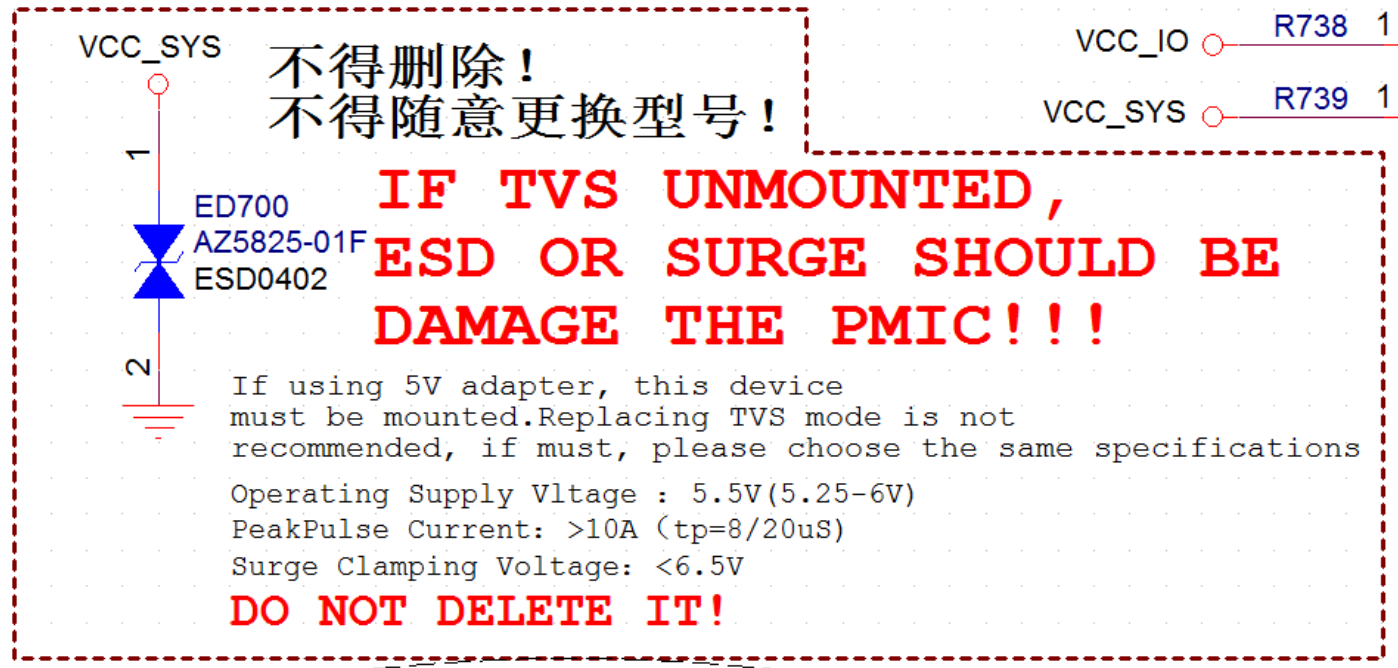 VCC_SYS
不得删除！
不得随意更换型号！
VCC_IO R738 1
VCC_SYS R739 1
1
ED700
AZ5825-01F
ESD0402
2
IF TVS UNMOUNTED,
ESD OR SURGE SHOULD BE
DAMAGE THE PMIC!!!
If using 5V adapter, this device
must be mounted.Replacing TVS mode is not
recommended, if must, please choose the same specifications
Operating Supply Vltage : 5.5V(5.25-6V)
PeakPulse Current: >10A（tp=8/20uS)
Surge Clamping Voltage: <6.5V
DO NOT DELETE IT!